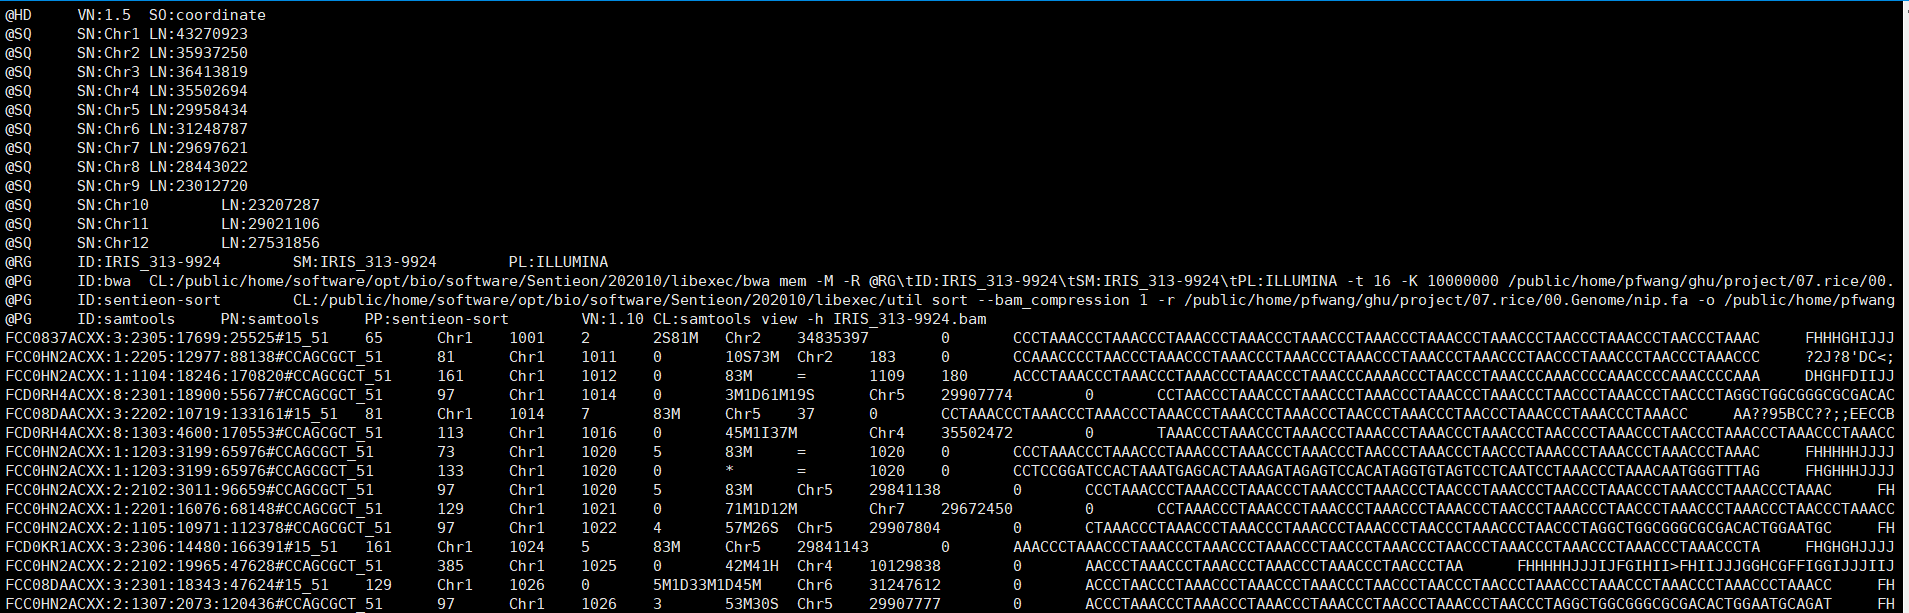 @HD VN:1.5 SO:coordinate
@SQ SN:Chr1 LN:43270923
@SQ SN:Chr2 LN:35937250
@SQ SN:Chr3 LN:36413819
@SQ SN:Chr4 LN:35502694
@SQ SN:Chr5 LN:29958434
@SQ SN:Chr6 LN:31248787
@SQ SN:Chr7 LN:29697621
@SQ SN:Chr8 LN:28443022
@SQ SN:Chr9 LN:23012720
@SQ SN:Chr10 LN:23207287
@SQ SN:Chr11 LN:29021106
@SQ SN:Chr12 LN:27531856
@RG ID:IRIS_313-9924 SM:IRIS_313-9924 PL:ILLUMINA
@PG ID:bwa CL:/public/home/software/opt/bio/software/Sentieon/202010/libexec/bwa mem -M -R @RG\tID:IRIS_313-9924\tSM:IRIS_313-9924\tPL:ILLUMINA -t 16 -K 10000000 /public/home/pfwang/ghu/project/07.rice/00.
@PG ID:sentieon-sort CL:/public/home/software/opt/bio/software/Sentieon/202010/libexec/util sort --bam_compression 1 -r /public/home/pfwang/ghu/project/07.rice/00.Genome/nip.fa -o /public/home/pfwang
@PG ID:samtools PN:samtools PP:sentieon-sort VN:1.10 CL:samtools view -h IRIS_313-9924.bam
FCC0837ACXX:3:2305:17699:25525#15_51 65 Chr1 1001 2 2S81M Chr2 34835397 0 CCCTAAACCCTAAACCCTAAACCCTAAACCCTAAACCCTAAACCCTAAACCCTAAACCCTAACCCTAAACCCTAACCCTAAAC FHHHGHIJJJ
FCC0HN2ACXX:1:2205:12977:88138#CCAGCGCT_51 81 Chr1 1011 0 10S73M Chr2 183 0 CCAAACCCCTAACCCTAAACCCTAAACCCTAAACCCTAAACCCTAAACCCTAAACCCTAACCCTAAACCCTAACCCTAAACCC ?2J?8'DC<;
FCC0HN2ACXX:1:1104:18246:170820#CCAGCGCT_51 161 Chr1 1012 0 83M = 1109 180 ACCCTAAACCCTAAACCCTAAACCCTAAACCCTAAACCCAAAACCCTAACCCTAAACCCAAACCCCAAACCCCAAACCCCAAA DHGHFDIIJJ
FCD0RH4ACXX:8:2301:18900:55677#CCAGCGCT_51 97 Chr1 1014 0 3M1D61M19S Chr5 29907774 0 CCTAACCCTAAACCCTAAACCCTAAACCCTAAACCCTAACCCTAAACCCTAACCCTAGGCTGGCGGGCGCGACAC
FCC08DAACXX:3:2202:10719:133161#15_51 81 Chr1 1014 7 83M Chr5 37 0 CCTAAACCCTAAACCCTAAACCCTAAACCCTAAACCCTAAACCCTAACCCTAAACCCTAACCCTAAACCCTAAACCCTAAACC AA??95BCC??;;EECCB
FCD0RH4ACXX:8:1303:4600:170553#CCAGCGCT_51 113 Chr1 1016 0 45M1I37M Chr4 35502472 0 TAAACCCTAAACCCTAAACCCTAAACCCTAAACCCTAAACCCTAACCCCTAAACCCTAACCCTAAACCCTAAACCCTAAACC
FCC0HN2ACXX:1:1203:3199:65976#CCAGCGCT_51 73 Chr1 1020 5 83M = 1020 0 CCCTAAACCCTAAACCCTAAACCCTAAACCCTAAACCCTAACCCTAAACCCTAACCCTAAACCCTAAACCCTAAACCCTAAAC FHHHHHJJJJ
FCC0HN2ACXX:1:1203:3199:65976#CCAGCGCT_51 133 Chr1 1020 0 * = 1020 0 CCTCCGGATCCACTAAATGAGCACTAAAGATAGAGTCCACATAGGTGTAGTCCTCAATCCTAAACCCTAAACAATGGGTTTAG FHGHHHJJJJ
FCC0HN2ACXX:2:2102:3011:96659#CCAGCGCT_51 97 Chr1 1020 5 83M Chr5 29841138 0 CCCTAAACCCTAAACCCTAAACCCTAAACCCTAAACCCTAACCCTAAACCCTAACCCTAAACCCTAAACCCTAAACCCTAAAC FH
FCC0HN2ACXX:1:2201:16076:68148#CCAGCGCT_51 129 Chr1 1021 0 71M1D12M Chr7 29672450 0 CCTAAACCCTAAACCCTAAACCCTAAACCCTAAACCCTAACCCTAAACCCTAACCCTAAACCCTAAACCCTAACCCTAAACC
FCC0HN2ACXX:2:1105:10971:112378#CCAGCGCT_51 97 Chr1 1022 4 57M26S Chr5 29907804 0 CTAAACCCTAAACCCTAAACCCTAAACCCTAAACCCTAACCCTAAACCCTAACCCTAGGCTGGCGGGCGCGACACTGGAATGC FH
FCD0KR1ACXX:3:2306:14480:166391#15_51 161 Chr1 1024 5 83M Chr5 29841143 0 AAACCCTAAACCCTAAACCCTAAACCCTAAACCCTAACCCTAAACCCTAACCCTAAACCCTAAACCCTAAACCCTAAACCCTA FHGHGHJJJJ
FCC0HN2ACXX:2:2102:19965:47628#CCAGCGCT_51 385 Chr1 1025 0 42M41H Chr4 10129838 0 AACCCTAAACCCTAAACCCTAAACCCTAAACCCTAACCCTAA FHHHHHJJJIJFGIHII>FHIIJJJGGHCGFFIGGIJJJIIJ
FCC08DAACXX:3:2301:18343:47624#15_51 129 Chr1 1026 0 5M1D33M1D45M Chr6 31247612 0 ACCCTAACCCTAAACCCTAAACCCTAAACCCTAACCCTAACCCTAACCCTAAACCCTAAACCCTAAACCCTAAACCCTAAACC FH
FCC0HN2ACXX:2:1307:2073:120436#CCAGCGCT_51 97 Chr1 1026 3 53M30S Chr5 29907777 0 ACCCTAAACCCTAAACCCTAAACCCTAAACCCTAACCCTAAACCCTAACCCTAGGCTGGCGGGCGCGACACTGGAATGCAGAT FH